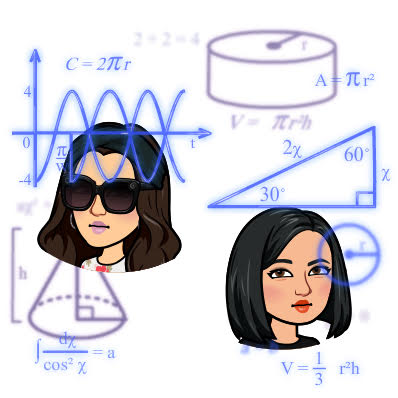 2 + 2 = 4
C = 2πr
r
4
A = πr²
0
t
V = πr²h
π
-4
2χ
60°
χ
30°
h
r
∫ dχ / cos² χ = a
V = 1/3 r²h